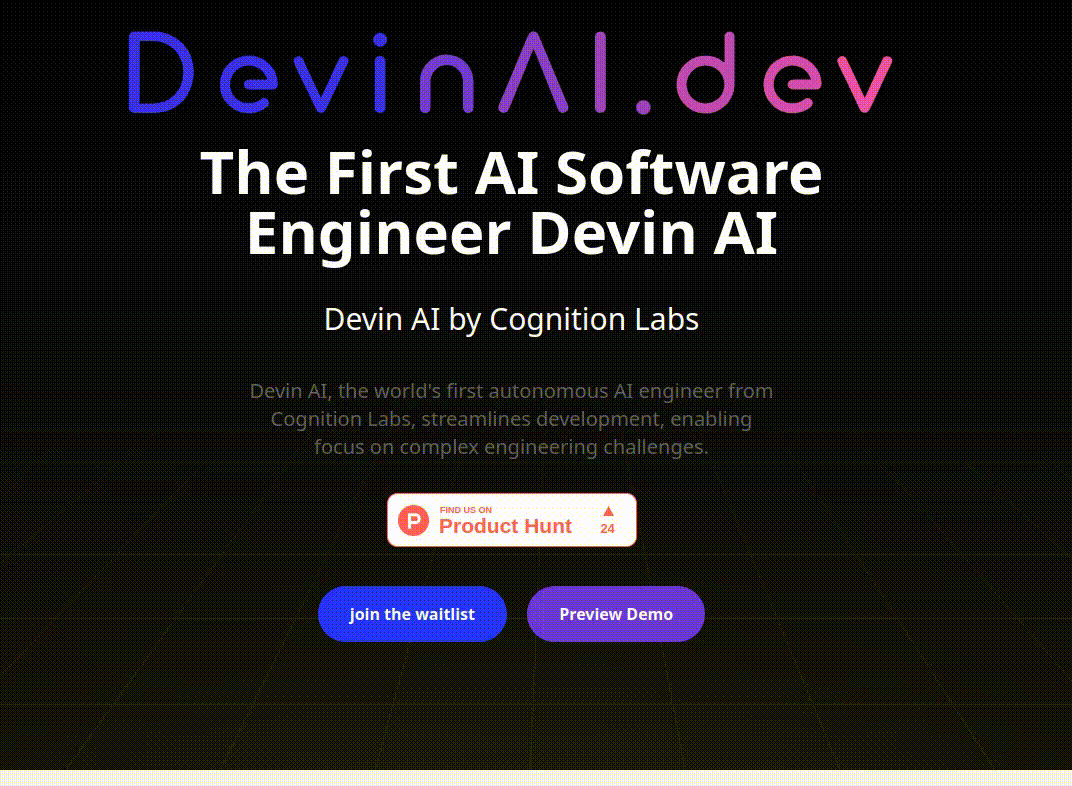 DevinAI.dev
The First AI Software
Engineer Devin AI
Devin AI by Cognition Labs
Devin AI, the world's first autonomous AI engineer from
Cognition Labs, streamlines development, enabling
focus on complex engineering challenges.
P
FIND US ON
Product Hunt
▲
24
join the waitlist
Preview Demo